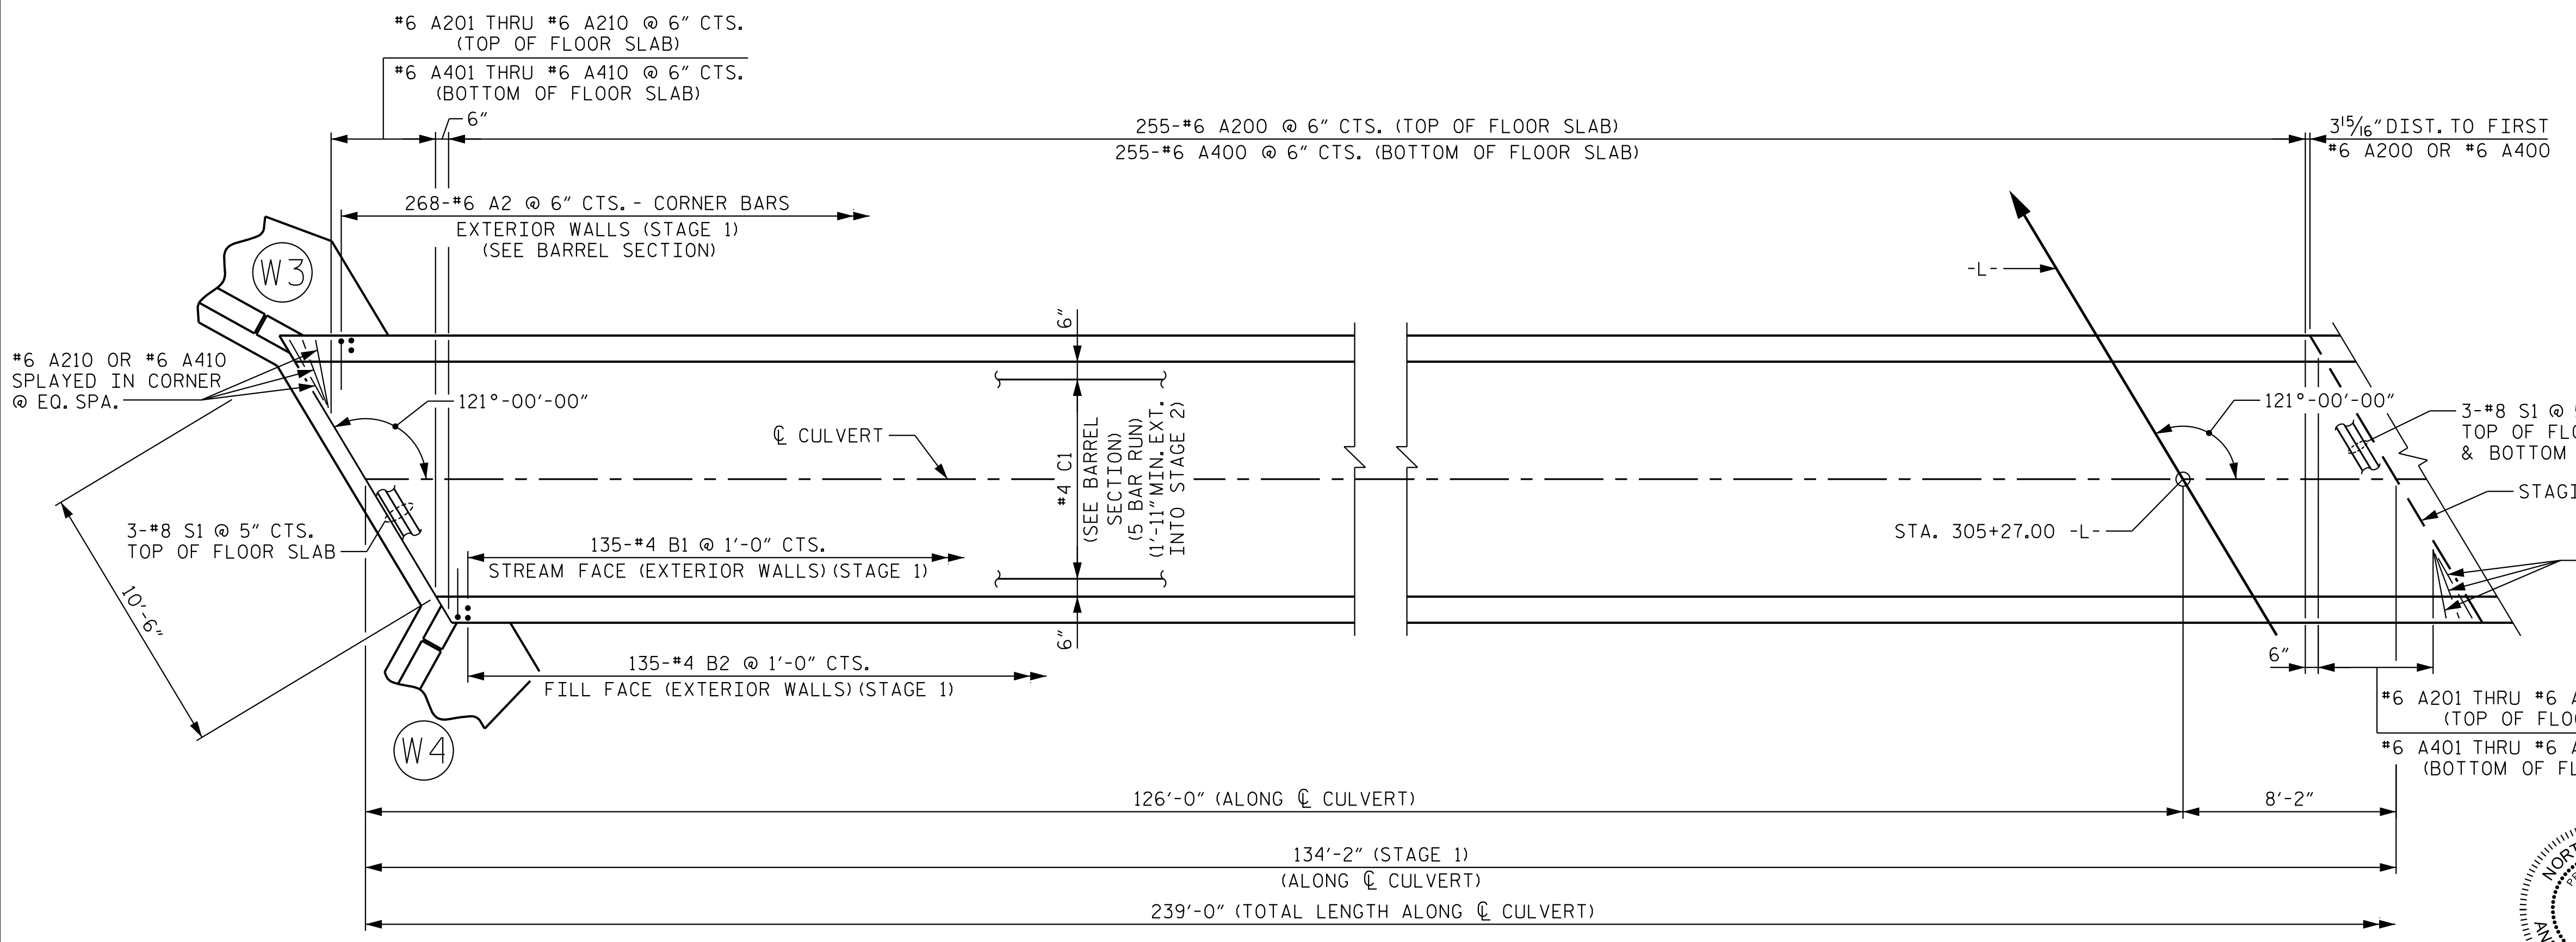 #6 A201 THRU #6 A210 @ 6" CTS.
(TOP OF FLOOR SLAB)
#6 A401 THRU #6 A410 @ 6" CTS.
(BOTTOM OF FLOOR SLAB)
6"
255-#6 A200 @ 6" CTS. (TOP OF FLOOR SLAB)
255-#6 A400 @ 6" CTS. (BOTTOM OF FLOOR SLAB)
3 15/16" DIST. TO FIRST
#6 A200 OR #6 A400
268-#6 A2 @ 6" CTS. - CORNER BARS
EXTERIOR WALLS (STAGE 1)
(SEE BARREL SECTION)
W3
-L-
#6 A210 OR #6 A410
SPLAYED IN CORNER
@ EQ. SPA.
121°-00'-00"
℄ CULVERT
6"
#4 C1
(SEE BARREL
SECTION)
(5 BAR RUN)
(1'-11" MIN. EXT.
INTO STAGE 2)
6"
121°-00'-00"
3-#8 S1 @
TOP OF
& BOTTOM
STA. 305+27.00 -L-
3-#8 S1 @ 5" CTS.
TOP OF FLOOR SLAB
10'-6"
135-#4 B1 @ 1'-0" CTS.
STREAM FACE (EXTERIOR WALLS) (STAGE 1)
135-#4 B2 @ 1'-0" CTS.
FILL FACE (EXTERIOR WALLS) (STAGE 1)
W4
6"
#6 A201 THRU #6
(TOP OF
#6 A401 THRU #6
(BOTTOM OF
126'-0" (ALONG ℄ CULVERT)
8'-2"
134'-2" (STAGE 1)
(ALONG ℄ CULVERT)
239'-0" (TOTAL LENGTH ALONG ℄ CULVERT)